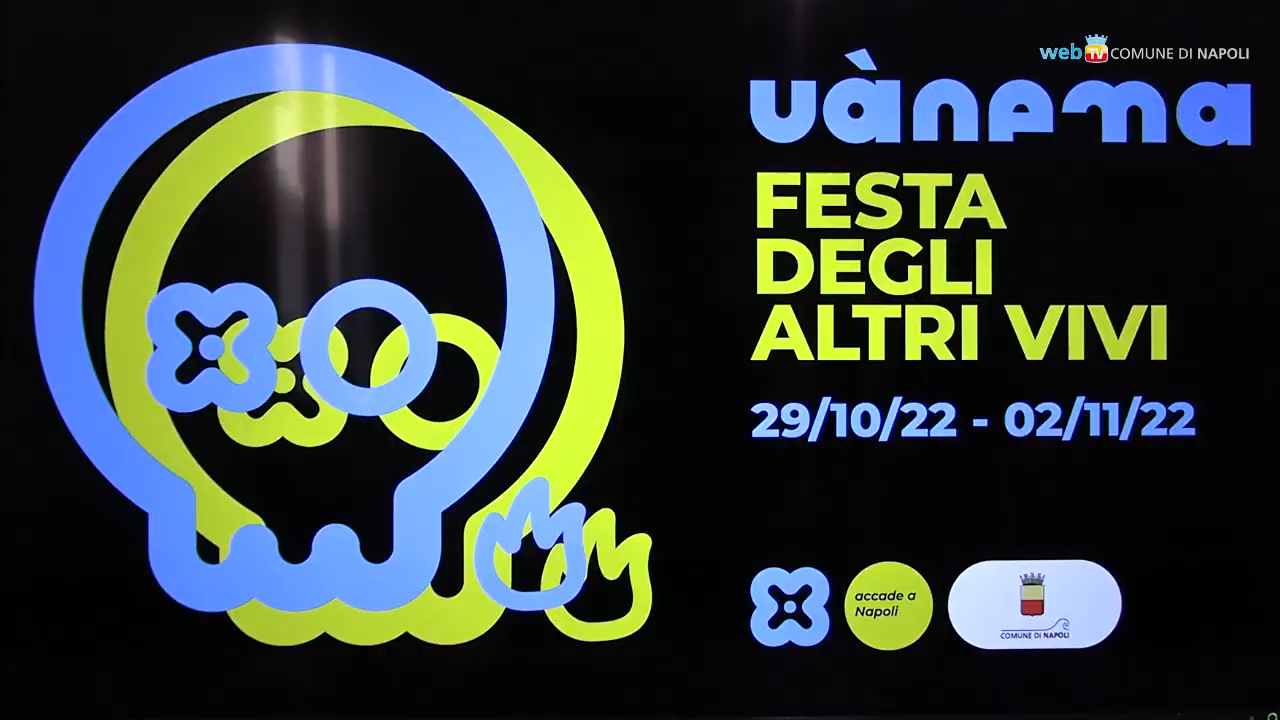 web TV COMUNE DI NAPOLI
uànema
FESTA
DEGLI
ALTRI VIVI
29/10/22 - 02/11/22
accade a
Napoli
COMUNE DI NAPOLI